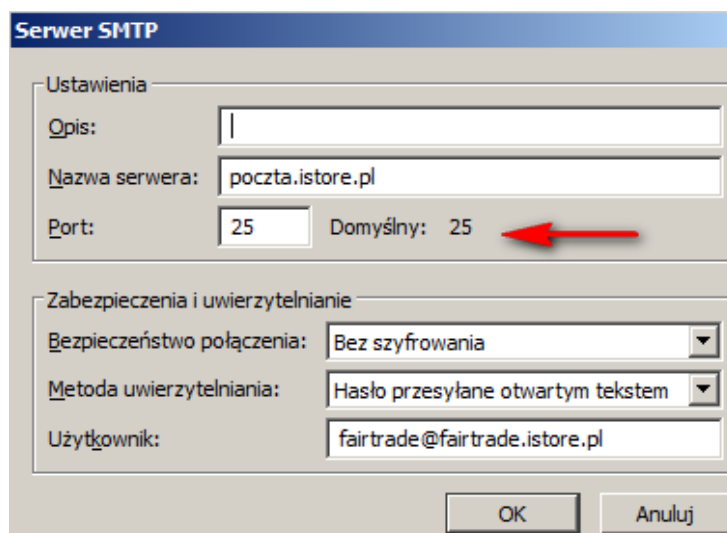 Serwer SMTP
Ustawienia
Opis:
Nazwa serwera: poczta.istore.pl
Port: 25 Domyślny: 25
Zabezpieczenia i uwierzytelnianie
Bezpieczeństwo połączenia: Bez szyfrowania
Metoda uwierzytelniania: Hasło przesyłane otwartym tekstem
Użytkownik: fairtrade@fairtrade.istore.pl
OK Anuluj